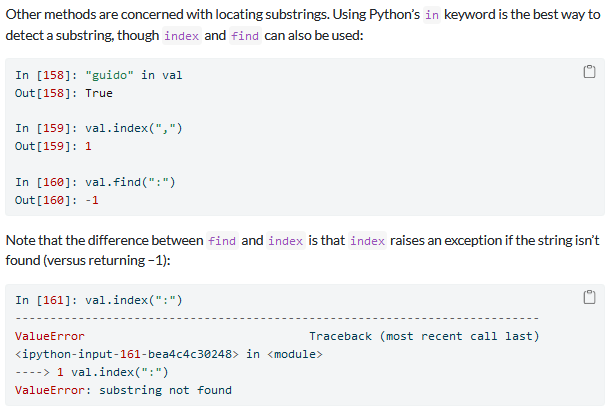 Other methods are concerned with locating substrings. Using Python’s in keyword is the best way to
detect a substring, though index and find can also be used:
In [158]: "guido" in val
Out[158]: True
In [159]: val.index(",")
Out[159]: 1
In [160]: val.find(":")
Out[160]: -1
Note that the difference between find and index is that index raises an exception if the string isn’t
found (versus returning –1):
In [161]: val.index(":")
---------------------------------------------------------------------------
ValueError                                Traceback (most recent call last)
<ipython-input-161-bea4c4c30248> in <module>
----> 1 val.index(":")
ValueError: substring not found